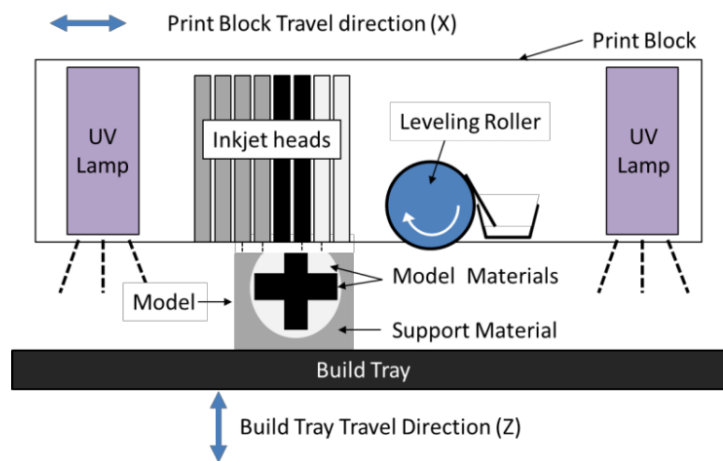 Print Block Travel direction (X)
Print Block
UV
Lamp
Inkjet heads
Leveling Roller
UV
Lamp
Model Materials
Model
Support Material
Build Tray
Build Tray Travel Direction (Z)